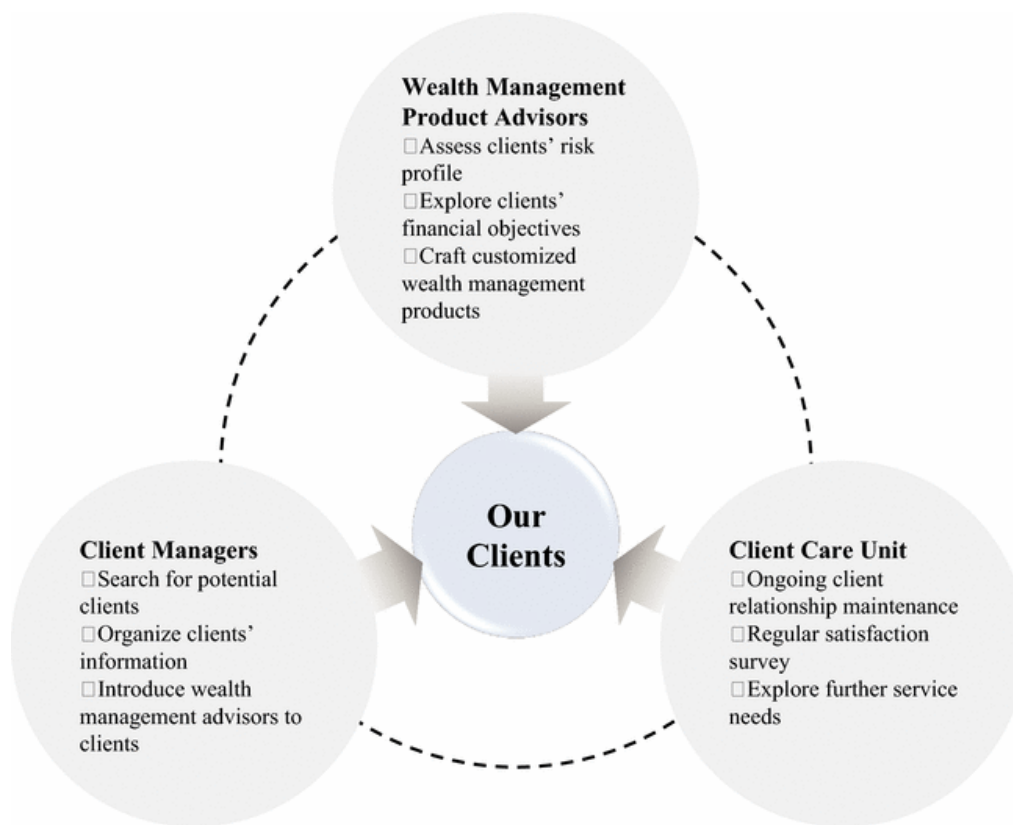 Wealth Management
Product Advisors
□Assess clients’ risk
profile
□Explore clients’
financial objectives
□Craft customized
wealth management
products
Our
Clients
Client Managers
□Search for potential
clients
□Organize clients’
information
□Introduce wealth
management advisors to
clients
Client Care Unit
□Ongoing client
relationship maintenance
□Regular satisfaction
survey
□Explore further service
needs